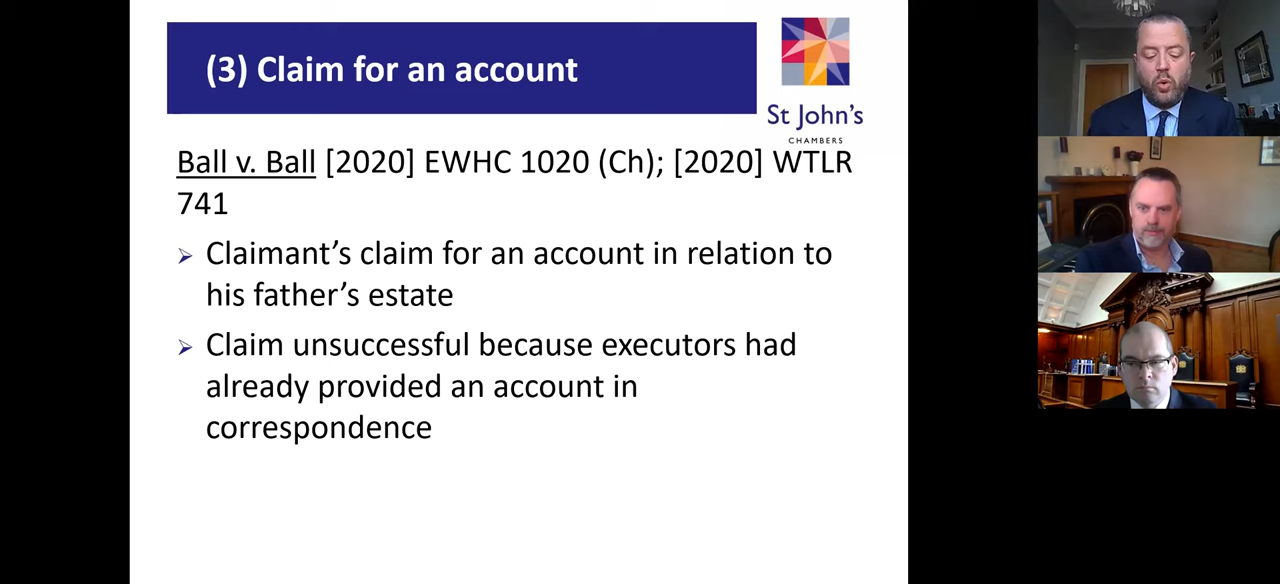 (3) Claim for an account
St John's
CHAMBERS
Ball v. Ball [2020] EWHC 1020 (Ch); [2020] WTLR
741
➢ Claimant’s claim for an account in relation to
his father’s estate
➢ Claim unsuccessful because executors had
already provided an account in
correspondence